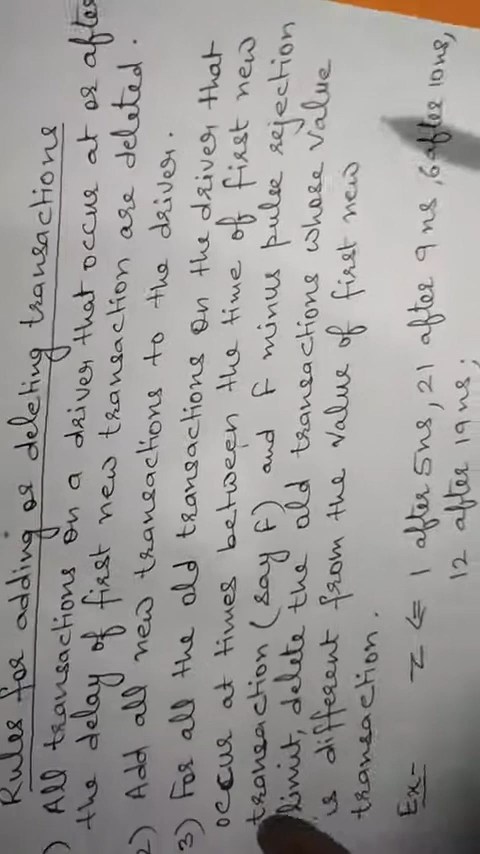 Rules for adding or deleting transactions
1) All transactions on a driver that occur at or after
the delay of first new transaction are deleted.
2) Add all new transactions to the driver.
3) For all the old transactions on the driver that
occur at times between the time of first new
transaction (say f) and f minus pulse rejection
limit, delete the old transactions whose value
is different from the value of first new
transaction.
Ex- Z <= 1 after 5ns, 21 after 9 ns, 6 after 10ns,
12 after 19ns;